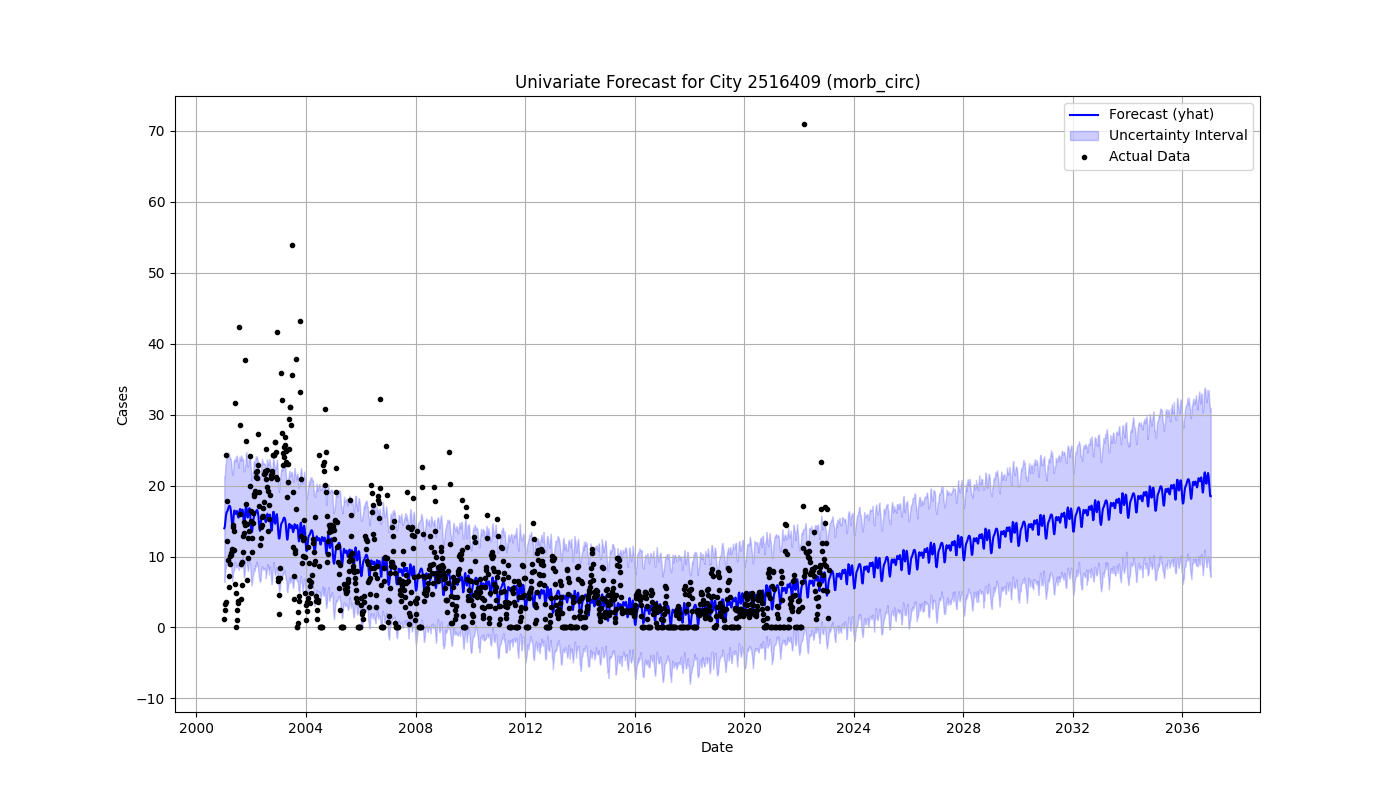 Univariate Forecast for City 2516409 (morb_circ)
Forecast (yhat)
Uncertainty Interval
Actual Data
70
60
50
40
30
20
10
0
−10
Cases
2000 2004 2008 2012 2016 2020 2024 2028 2032 2036
Date